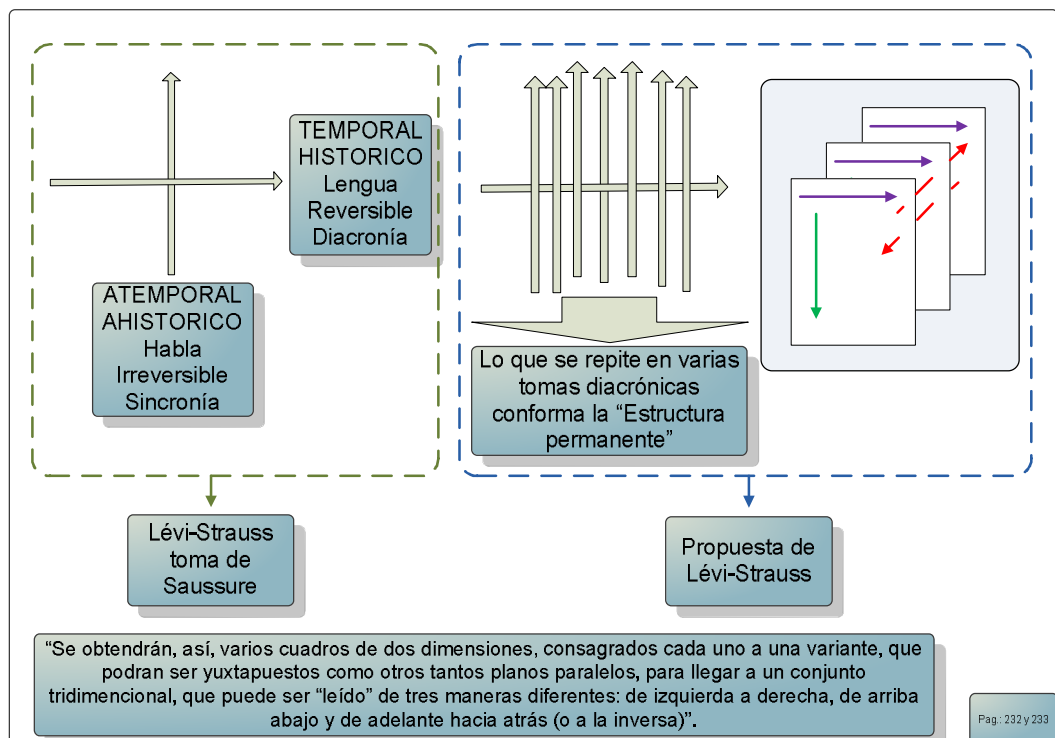 TEMPORAL
HISTORICO
Lengua
Reversible
Diacronía
ATEMPORAL
AHISTORICO
Habla
Irreversible
Sincronía
Lo que se repite en varias
tomas diacrónicas
conforma la “Estructura
permanente”
Lévi-Strauss
toma de
Saussure
Propuesta de
Lévi-Strauss
“Se obtendrán, así, varios cuadros de dos dimensiones, consagrados cada uno a una variante, que
podran ser yuxtapuestos como otros tantos planos paralelos, para llegar a un conjunto
tridimencional, que puede ser “leído” de tres maneras diferentes: de izquierda a derecha, de arriba
abajo y de adelante hacia atrás (o a la inversa)”.
Pag.: 232 y 233